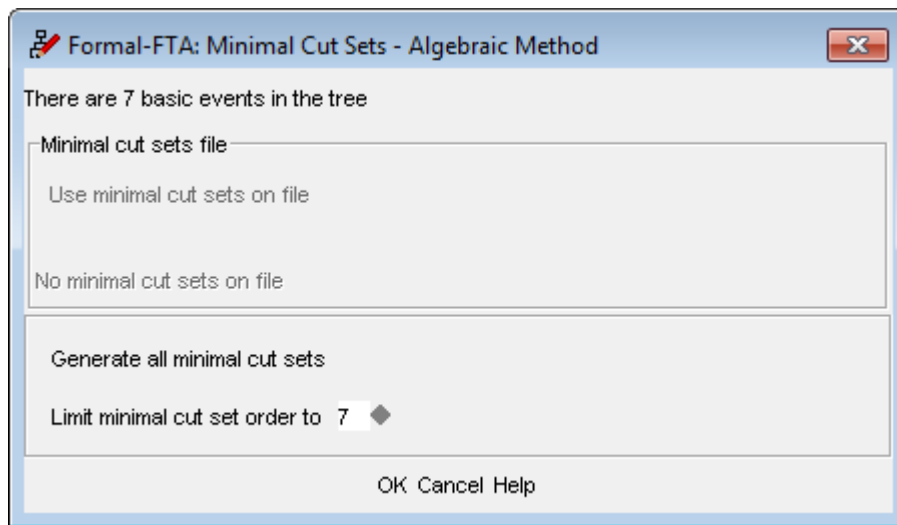 Formal-FTA: Minimal Cut Sets - Algebraic Method
There are 7 basic events in the tree
Minimal cut sets file
Use minimal cut sets on file
No minimal cut sets on file
Generate all minimal cut sets
Limit minimal cut set order to 7
OK Cancel Help